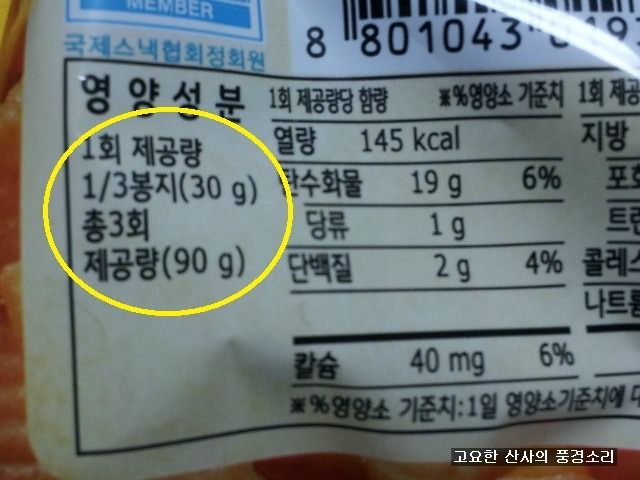 MEMBER
국제스낵협회정회원
8 801043
영양성분
1회 제공량
1/3봉지(30 g)
총3회
제공량(90 g)
1회 제공량당 함량 ※%영양소 기준치
열량 145 kcal
탄수화물 19 g 6%
당류 1 g
단백질 2 g 4%
칼슘 40 mg 6%
※%영양소 기준치:1일 영양소기준치에
1회
지방
나트륨
고요한 산사의 풍경소리